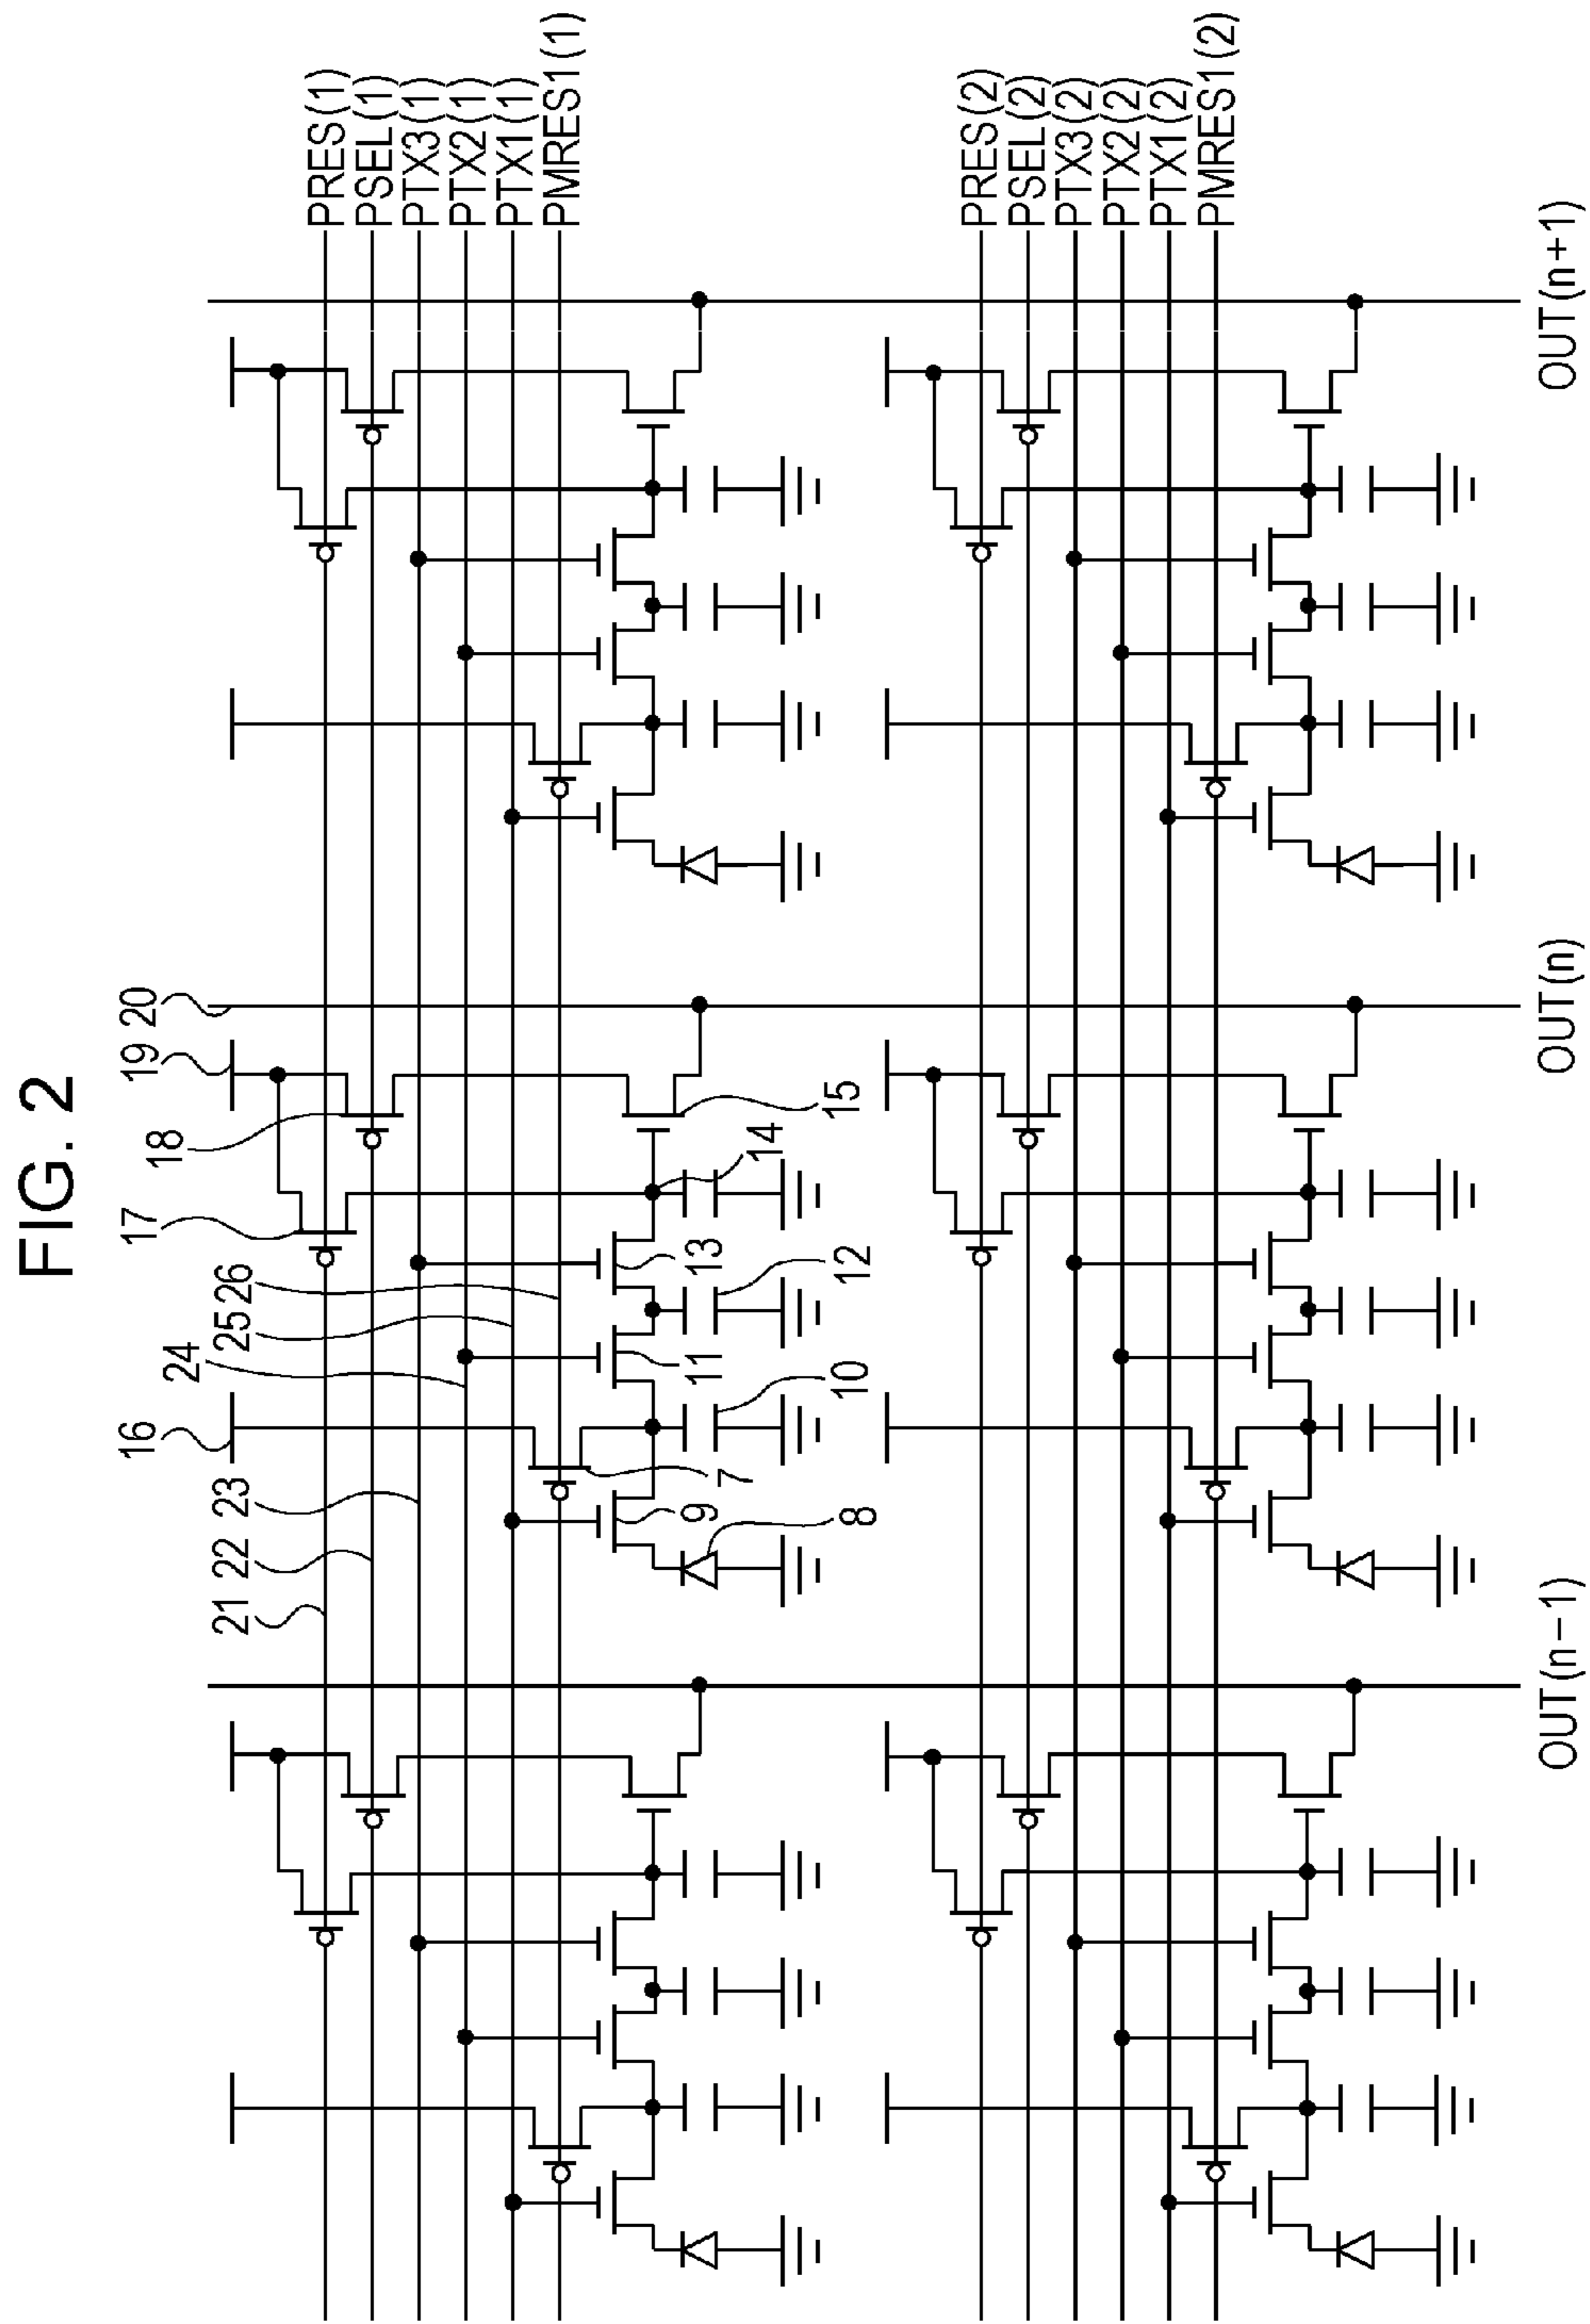 FIG. 2
16
24
25
26
17
18
19
20
21
22
23
PRES(1)
PSEL(1)
PTX3(1)
PTX2(1)
PTX1(1)
PMRES1(1)
7
8
9
10
11
12
13
14
15
PRES(2)
PSEL(2)
PTX3(2)
PTX2(2)
PTX1(2)
PMRES1(2)
OUT(n−1)
OUT(n)
OUT(n+1)